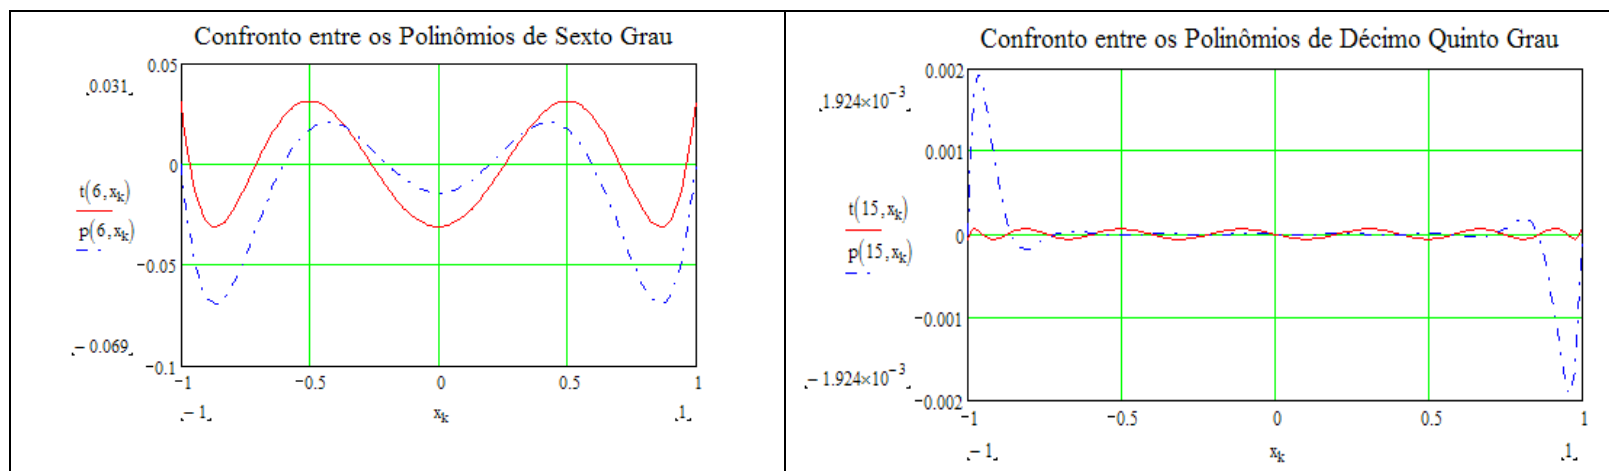 Confronto entre os Polinômios de Sexto Grau
0.05
0.031
0
t(6,xₖ)
p(6,xₖ)
−0.05
−0.069
−0.1
−1 −0.5 0 0.5 1
−1 xₖ 1
Confronto entre os Polinômios de Décimo Quinto Grau
0.002
1.924×10⁻³
0.001
t(15,xₖ)
0
p(15,xₖ)
−0.001
−1.924×10⁻³
−0.002
−1 −0.5 0 0.5 1
−1 xₖ 1